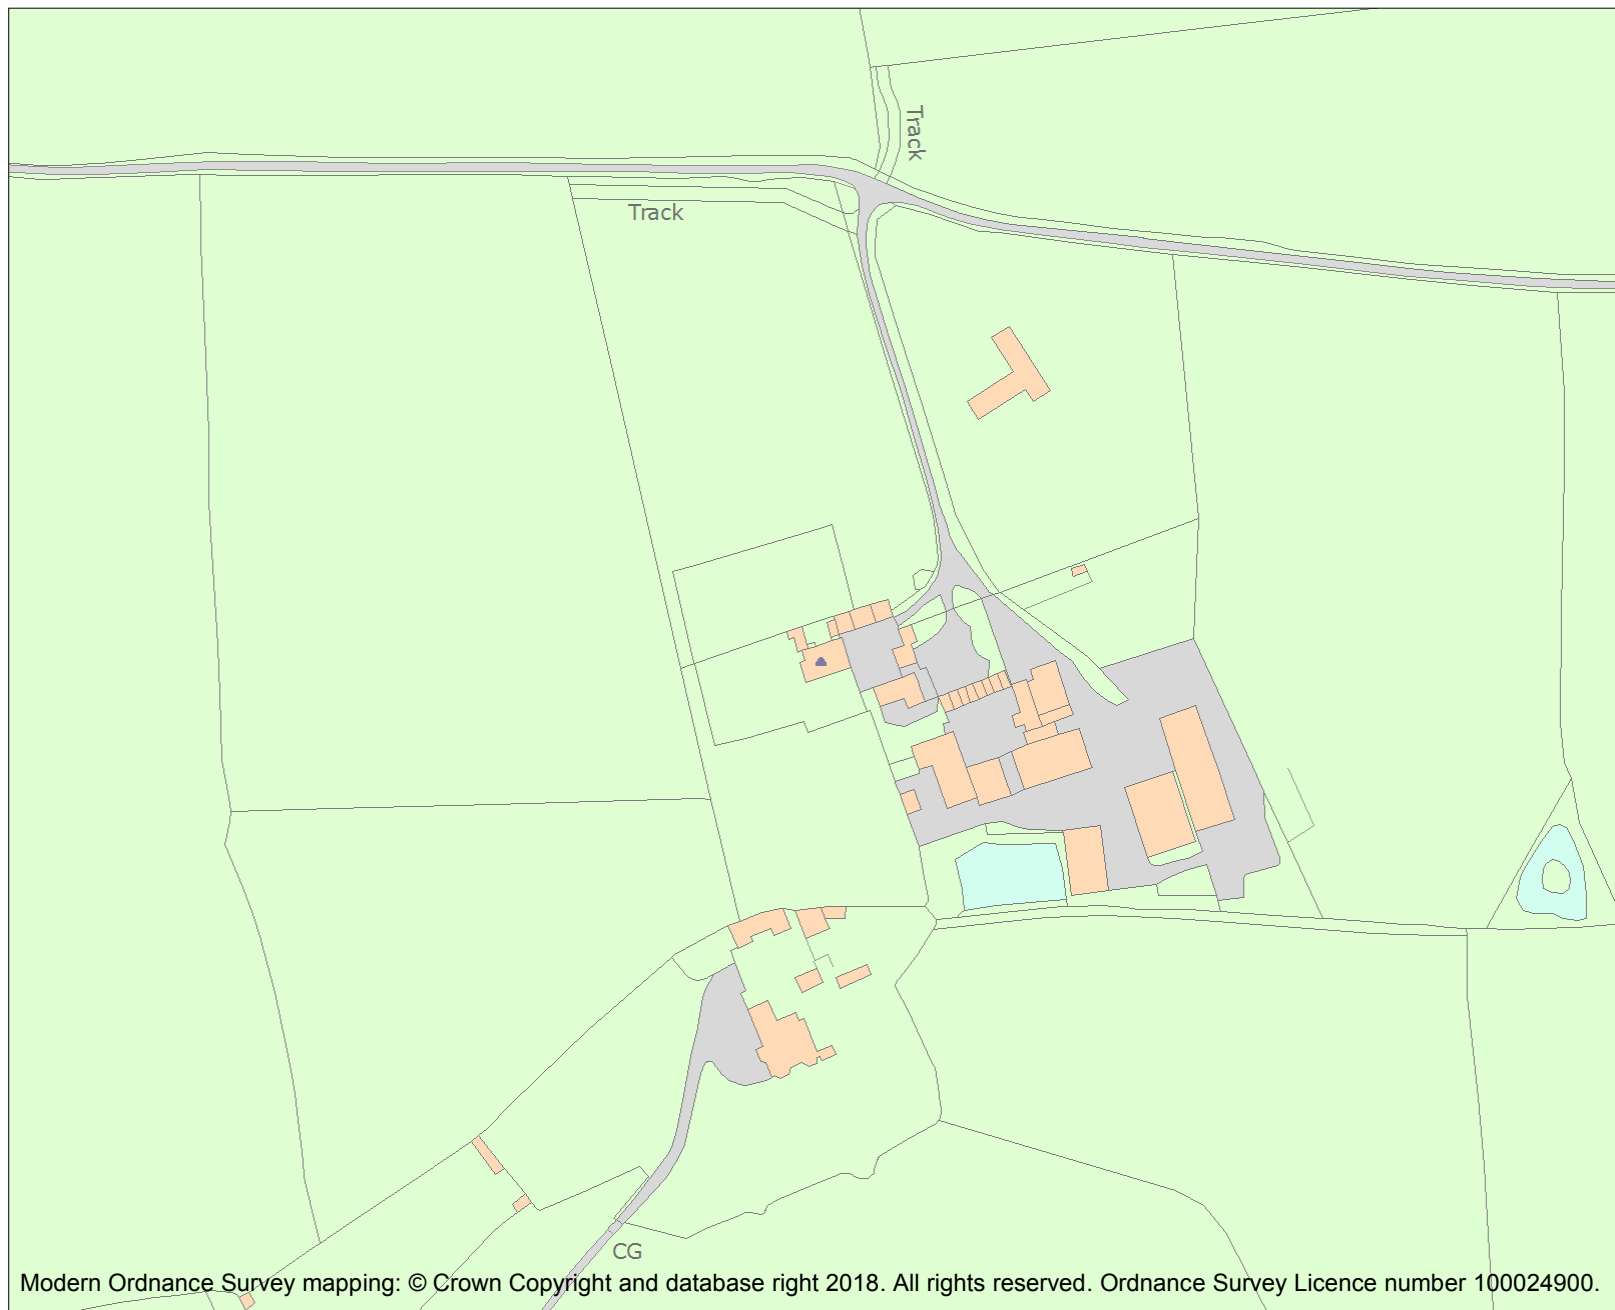 Track
Track
CG
Modern Ordnance Survey mapping: © Crown Copyright and database right 2018. All rights reserved. Ordnance Survey Licence number 100024900.